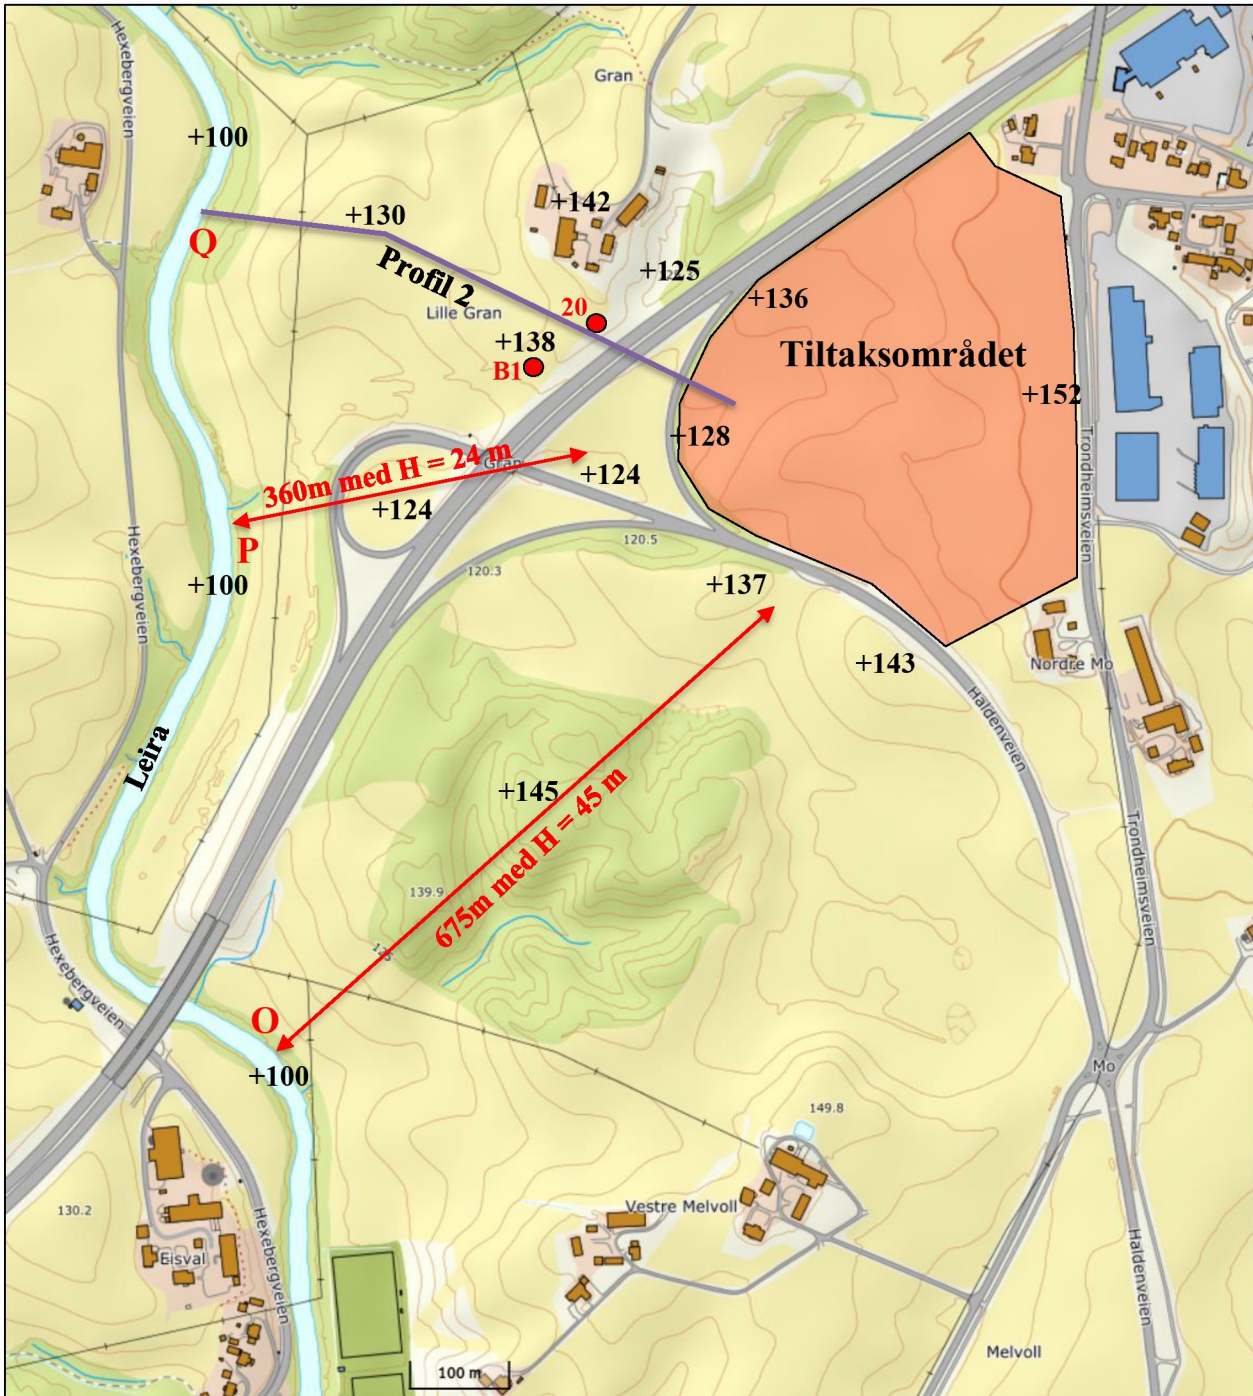 Hexebergveien
Gran
+100
+142
+130
Q
Profil 2
+125
20
Lille Gran
+136
+138
B1
Tiltaksområdet
+152
+128
Trondheimsveien
360m med H = 24 m
Gran
+124
+124
P
+100
Hexebergveien
120.5
120.3
+137
+143
Nordre Mo
Haldenveien
Leira
+145
675m med H = 45 m
139.9
125
Trondheimsveien
Hexebergveien
O
+100
Mo
149.8
Vestre Melvoll
130.2
Eisval
Hexebergveien
Haldenveien
Melvoll
100 m